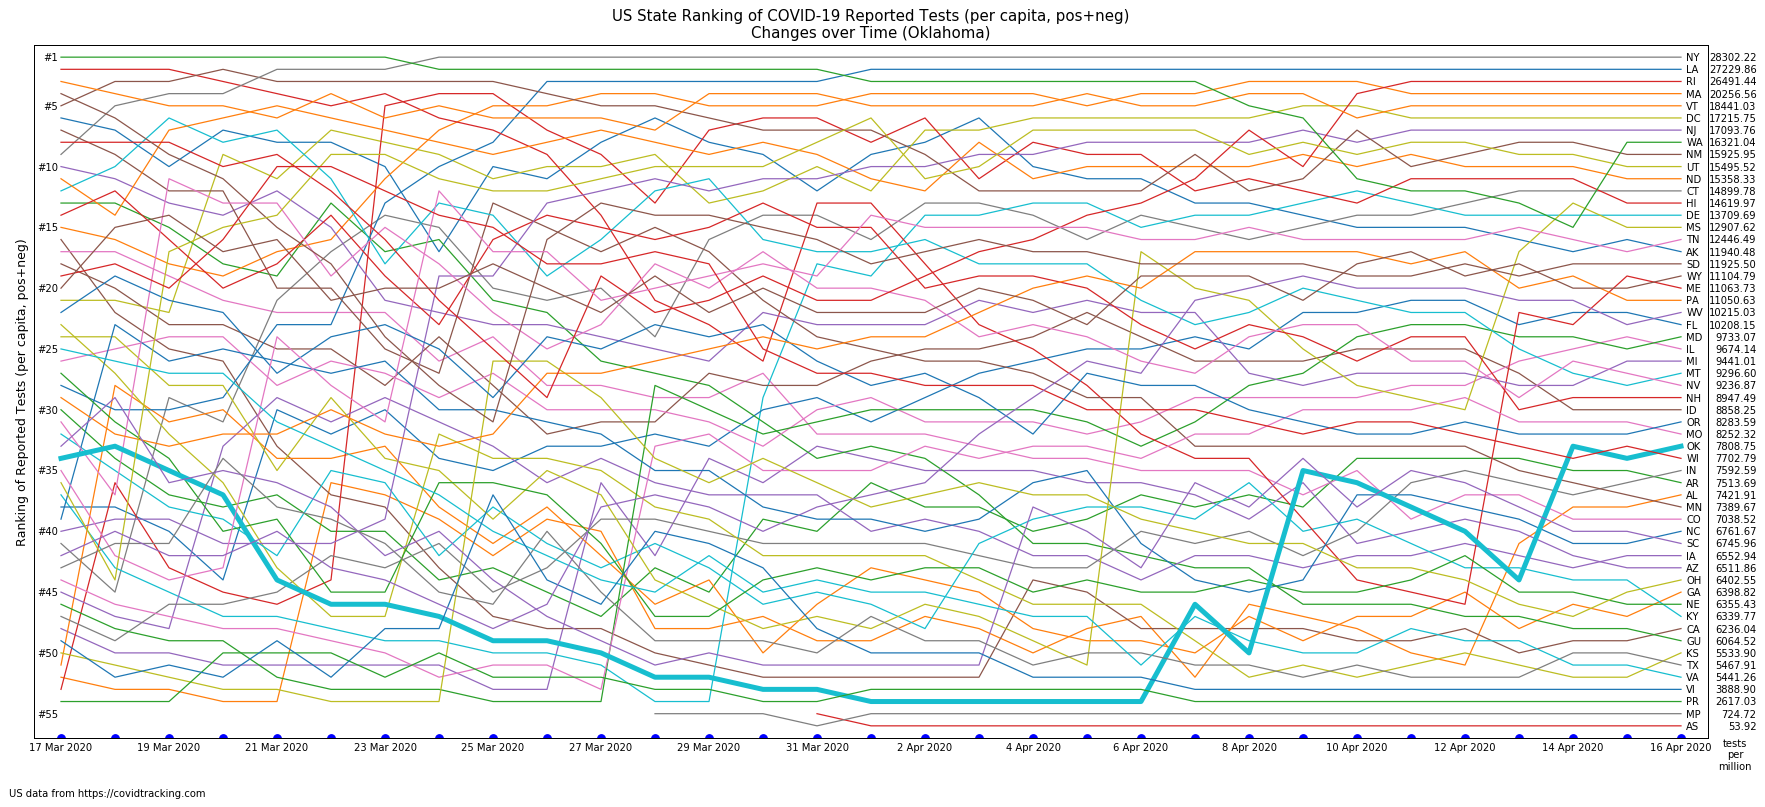 US State Ranking of COVID-19 Reported Tests (per capita, pos+neg)
Changes over Time (Oklahoma)
Ranking of Reported Tests (per capita, pos+neg)
#1
#5
#10
#15
#20
#25
#30
#35
#40
#45
#50
#55
NY 28302.22
LA 27229.86
RI 26491.44
MA 20256.56
VT 18441.03
DC 17215.75
NJ 17093.76
WA 16321.04
NM 15925.95
UT 15495.52
ND 15358.33
CT 14899.78
HI 14619.97
DE 13709.69
MS 12907.62
TN 12446.49
AK 11940.48
SD 11925.50
WY 11104.79
ME 11063.73
PA 11050.63
WV 10215.03
FL 10208.15
MD 9733.07
IL 9674.14
MI 9441.01
MT 9296.60
NV 9236.87
NH 8947.49
ID 8858.25
OR 8283.59
MO 8252.32
OK 7808.75
WI 7702.79
IN 7592.59
AR 7513.69
AL 7421.91
MN 7389.67
CO 7038.52
NC 6761.67
SC 6745.96
IA 6552.94
AZ 6511.86
OH 6402.55
GA 6398.82
NE 6355.43
KY 6339.77
CA 6236.04
GU 6064.52
KS 5533.90
TX 5467.91
VA 5441.26
VI 3888.90
PR 2617.03
MP 724.72
AS 53.92
17 Mar 2020 19 Mar 2020 21 Mar 2020 23 Mar 2020 25 Mar 2020 27 Mar 2020 29 Mar 2020 31 Mar 2020 2 Apr 2020 4 Apr 2020 6 Apr 2020 8 Apr 2020 10 Apr 2020 12 Apr 2020 14 Apr 2020 16 Apr 2020
tests
per
million
US data from https://covidtracking.com